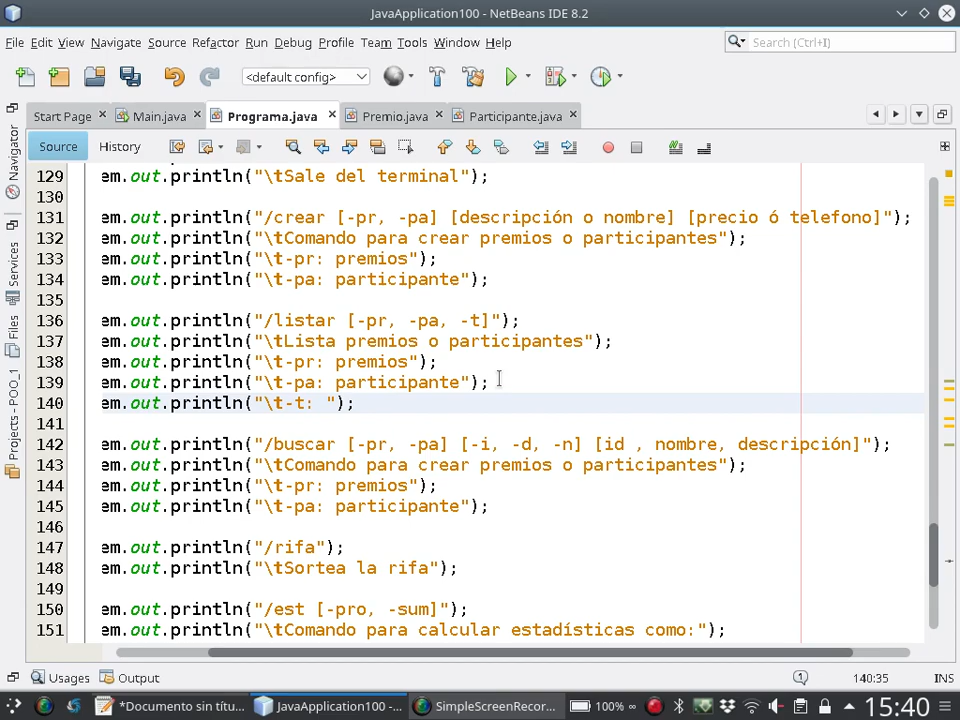 JavaApplication100 - NetBeans IDE 8.2
File Edit View Navigate Source Refactor Run Debug Profile Team Tools Window Help
Search (Ctrl+I)
<default config>
Start Page Main.java Programa.java Premio.java Participante.java
Source History
Navigator
Services
Files
Projects - POO_1
129 em.out.println("\tSale del terminal");
130
131 em.out.println("/crear [-pr, -pa] [descripción o nombre] [precio ó telefono]");
132 em.out.println("\tComando para crear premios o participantes");
133 em.out.println("\t-pr: premios");
134 em.out.println("\t-pa: participante");
135
136 em.out.println("/listar [-pr, -pa, -t]");
137 em.out.println("\tLista premios o participantes");
138 em.out.println("\t-pr: premios");
139 em.out.println("\t-pa: participante");
140 em.out.println("\t-t: ");
141
142 em.out.println("/buscar [-pr, -pa] [-i, -d, -n] [id , nombre, descripción]");
143 em.out.println("\tComando para crear premios o participantes");
144 em.out.println("\t-pr: premios");
145 em.out.println("\t-pa: participante");
146
147 em.out.println("/rifa");
148 em.out.println("\tSortea la rifa");
149
150 em.out.println("/est [-pro, -sum]");
151 em.out.println("\tComando para calcular estadísticas como:");
Usages Output
1 140:35 INS
*Documento sin títu... JavaApplication100 -... SimpleScreenRecor... 100% ∞ 15:40